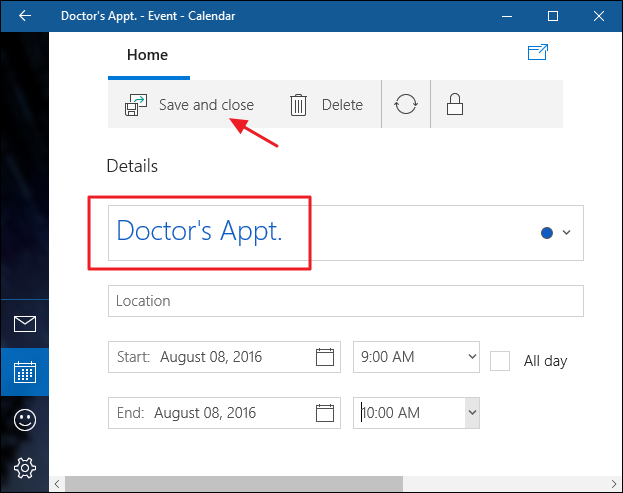 Doctor's Appt. - Event - Calendar
Home
Save and close Delete
Details
Doctor's Appt.
Location
Start: August 08, 2016 9:00 AM All day
End: August 08, 2016 10:00 AM